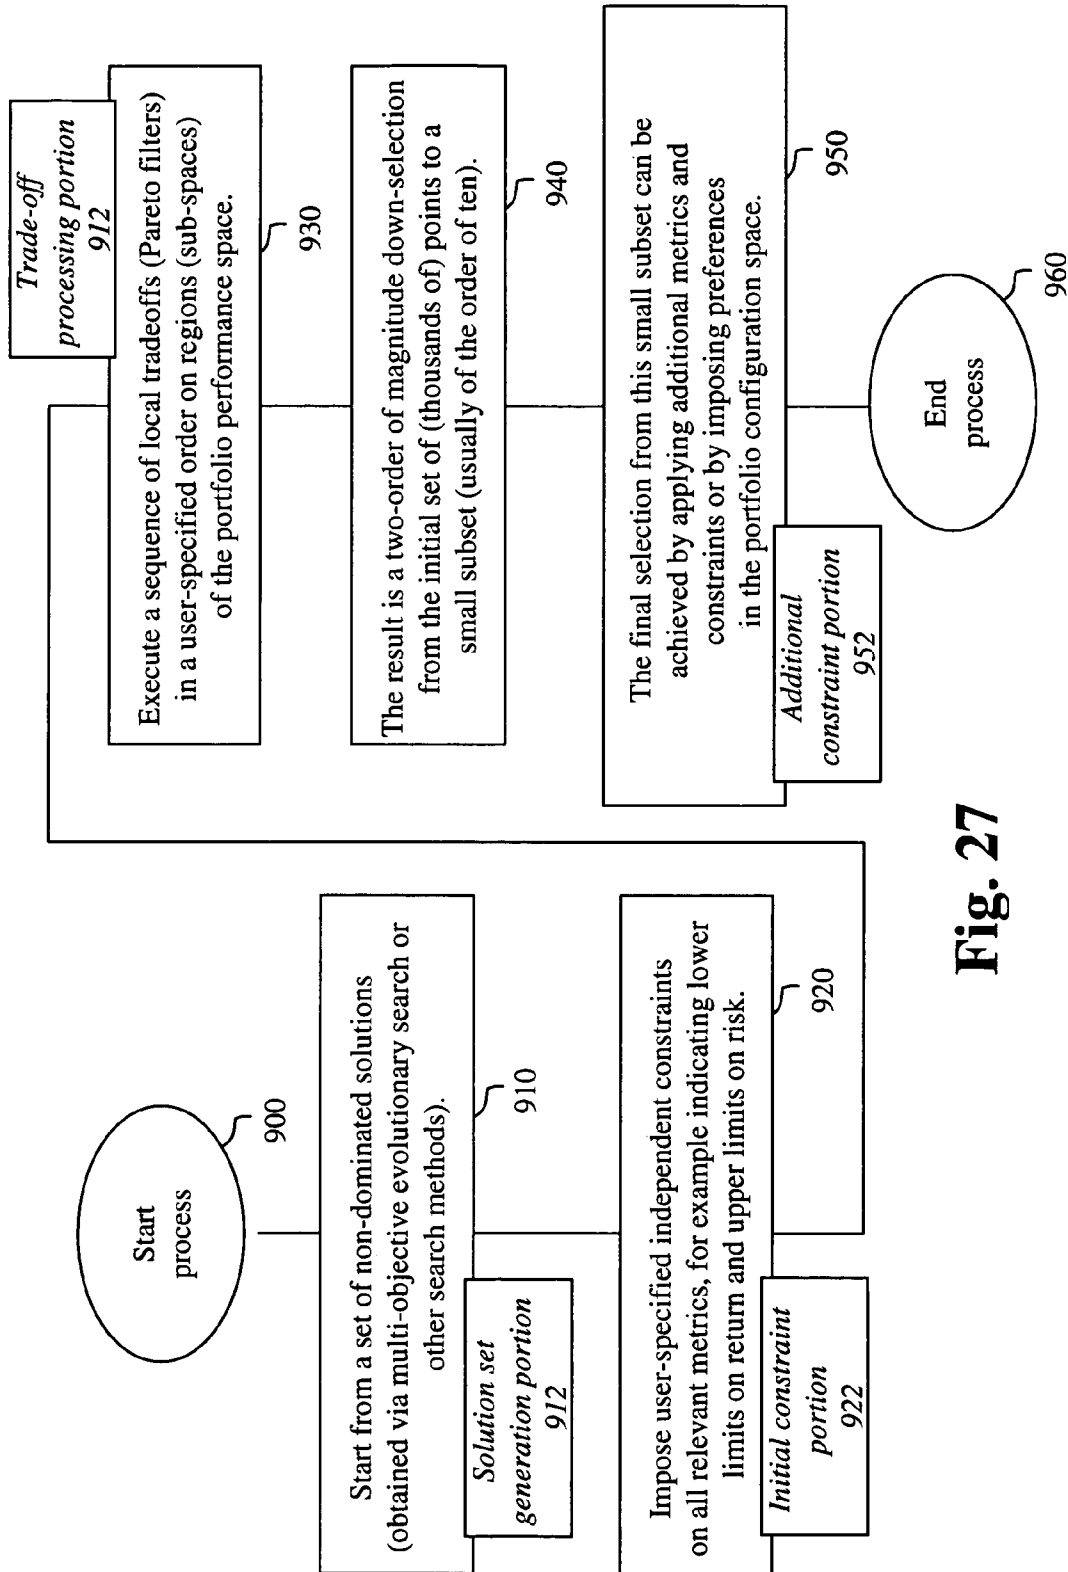 Start
process
900
Start from a set of non-dominated solutions
(obtained via multi-objective evolutionary search or
other search methods).
910
Solution set
generation portion
912
Impose user-specified independent constraints
on all relevant metrics, for example indicating lower
limits on return and upper limits on risk.
920
Initial constraint
portion
922
Trade-off
processing portion
912
Execute a sequence of local tradeoffs (Pareto filters)
in a user-specified order on regions (sub-spaces)
of the portfolio performance space.
930
The result is a two-order of magnitude down-selection
from the initial set of (thousands of) points to a
small subset (usually of the order of ten).
940
The final selection from this small subset can be
achieved by applying additional metrics and
constraints or by imposing preferences
in the portfolio configuration space.
950
Additional
constraint portion
952
End
process
960
Fig. 27